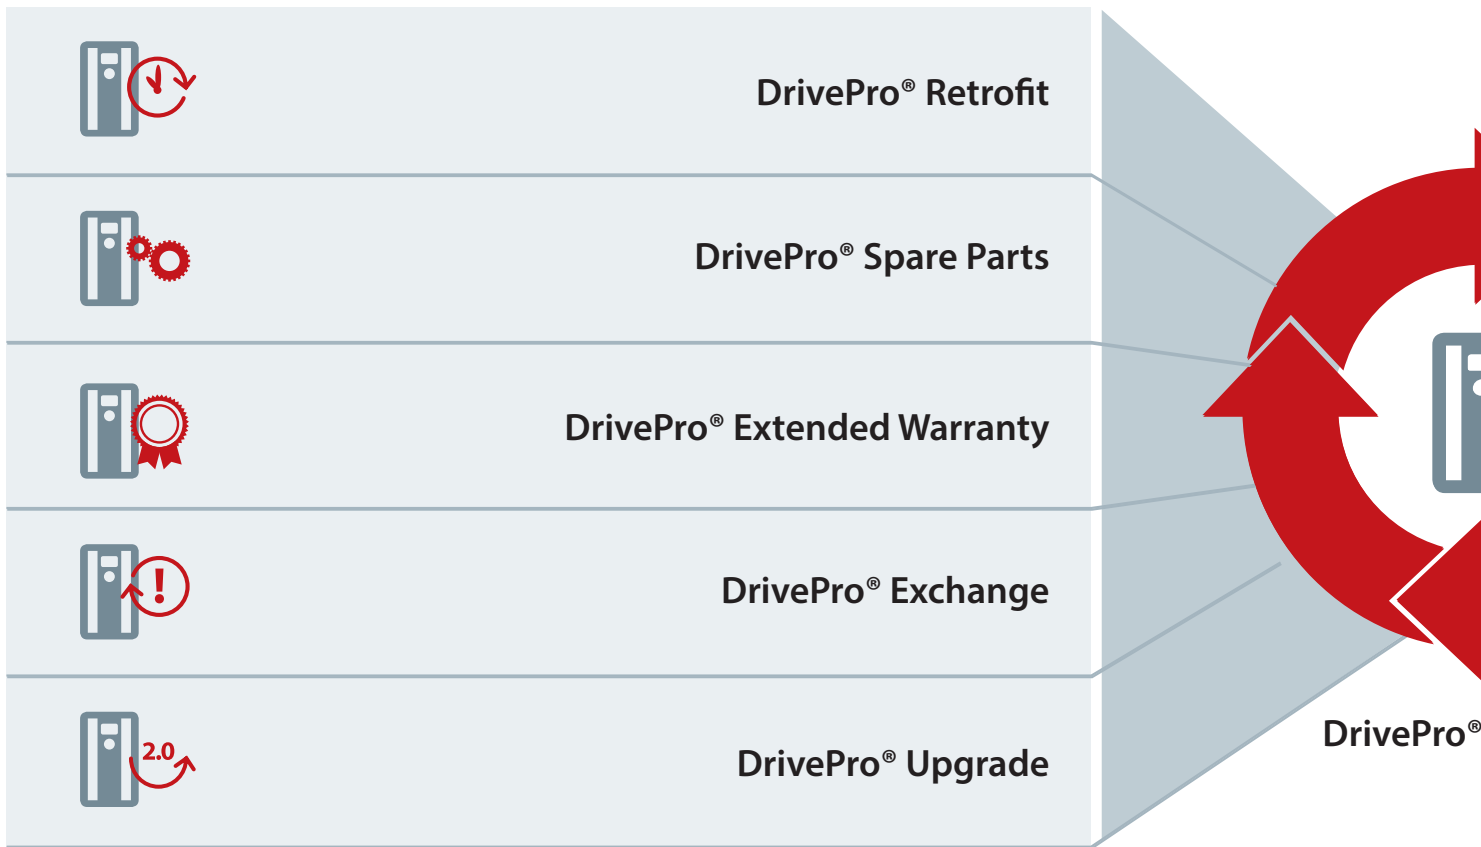 DrivePro® Retrofit
DrivePro® Spare Parts
DrivePro® Extended Warranty
!
DrivePro® Exchange
2.0
DrivePro® Upgrade
DrivePro®